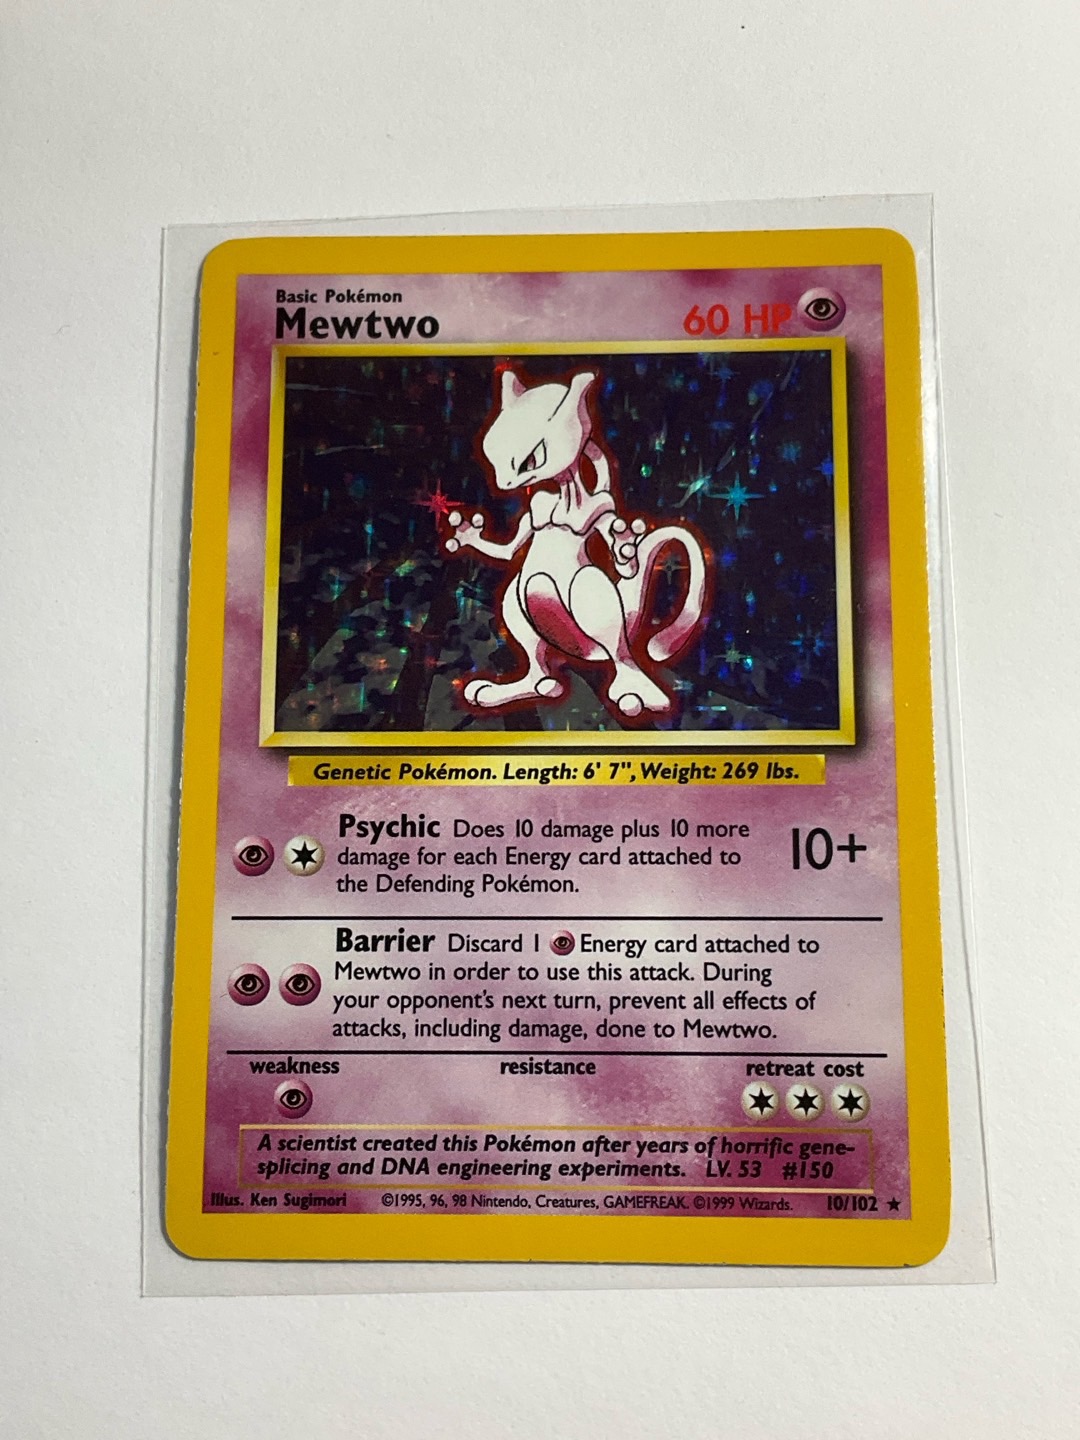 Basic Pokémon
Mewtwo
60 HP
Genetic Pokémon. Length: 6' 7", Weight: 269 lbs.
Psychic Does 10 damage plus 10 more
damage for each Energy card attached to
the Defending Pokémon.
10+
Barrier Discard 1 Energy card attached to
Mewtwo in order to use this attack. During
your opponent's next turn, prevent all effects of
attacks, including damage, done to Mewtwo.
weakness resistance retreat cost
A scientist created this Pokémon after years of horrific gene-
splicing and DNA engineering experiments. LV. 53 #150
Illus. Ken Sugimori ©1995, 96, 98 Nintendo, Creatures, GAMEFREAK. ©1999 Wizards. 10/102 ★